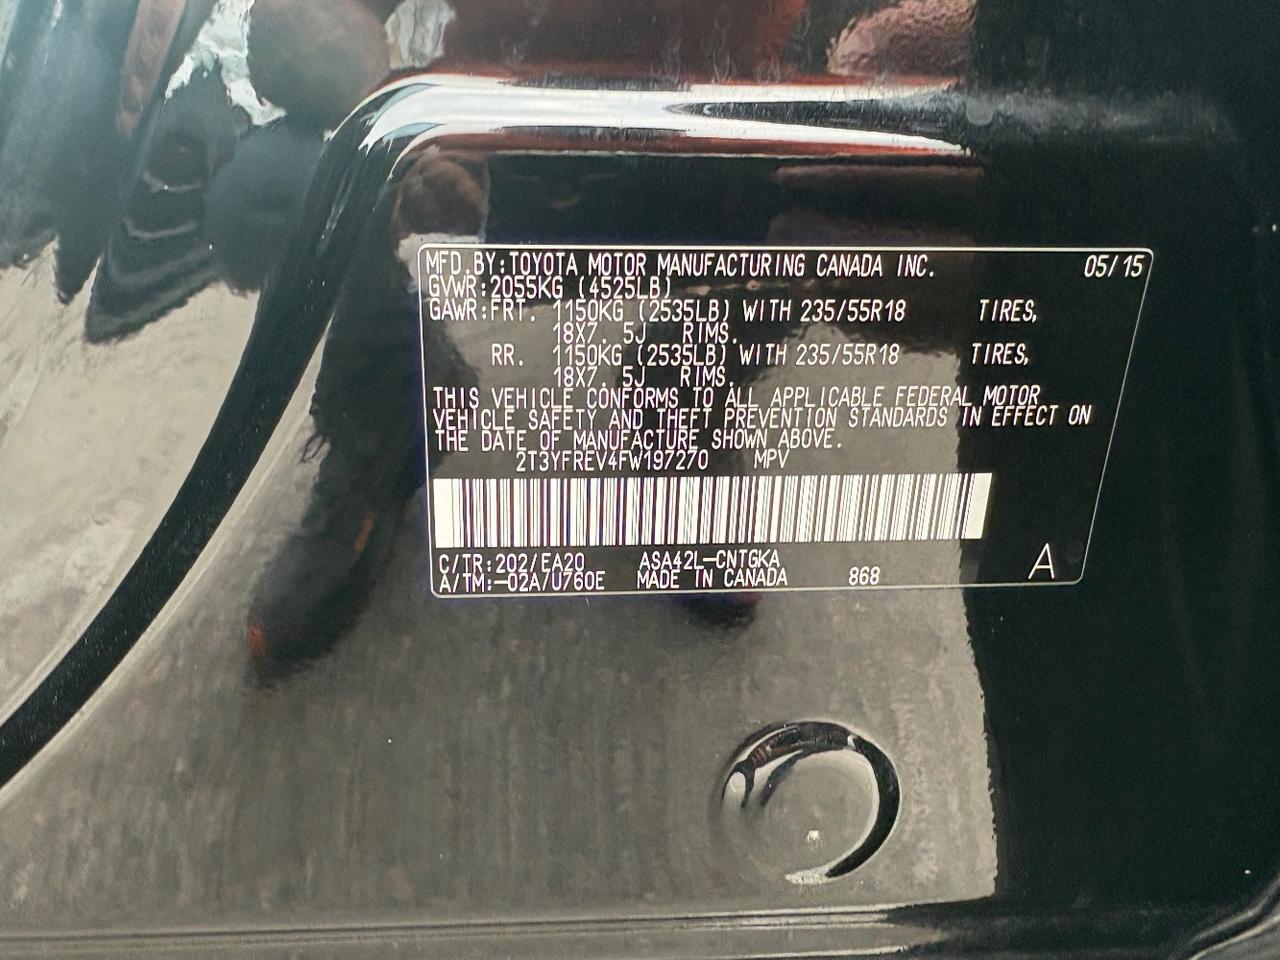 MFD.BY:TOYOTA MOTOR MANUFACTURING CANADA INC. 05/15
GVWR:2055KG (4525LB)
GAWR:FRT. 1150KG (2535LB) WITH 235/55R18 TIRES,
18X7. 5J RIMS.
RR. 1150KG (2535LB) WITH 235/55R18 TIRES,
18X7. 5J RIMS.
THIS VEHICLE CONFORMS TO ALL APPLICABLE FEDERAL MOTOR
VEHICLE SAFETY AND THEFT PREVENTION STANDARDS IN EFFECT ON
THE DATE OF MANUFACTURE SHOWN ABOVE.
2T3YFREV4FW197270 MPV
C/TR:202/EA20 ASA42L-CNTGKA
A/TM:-02A/U760E MADE IN CANADA 868 A